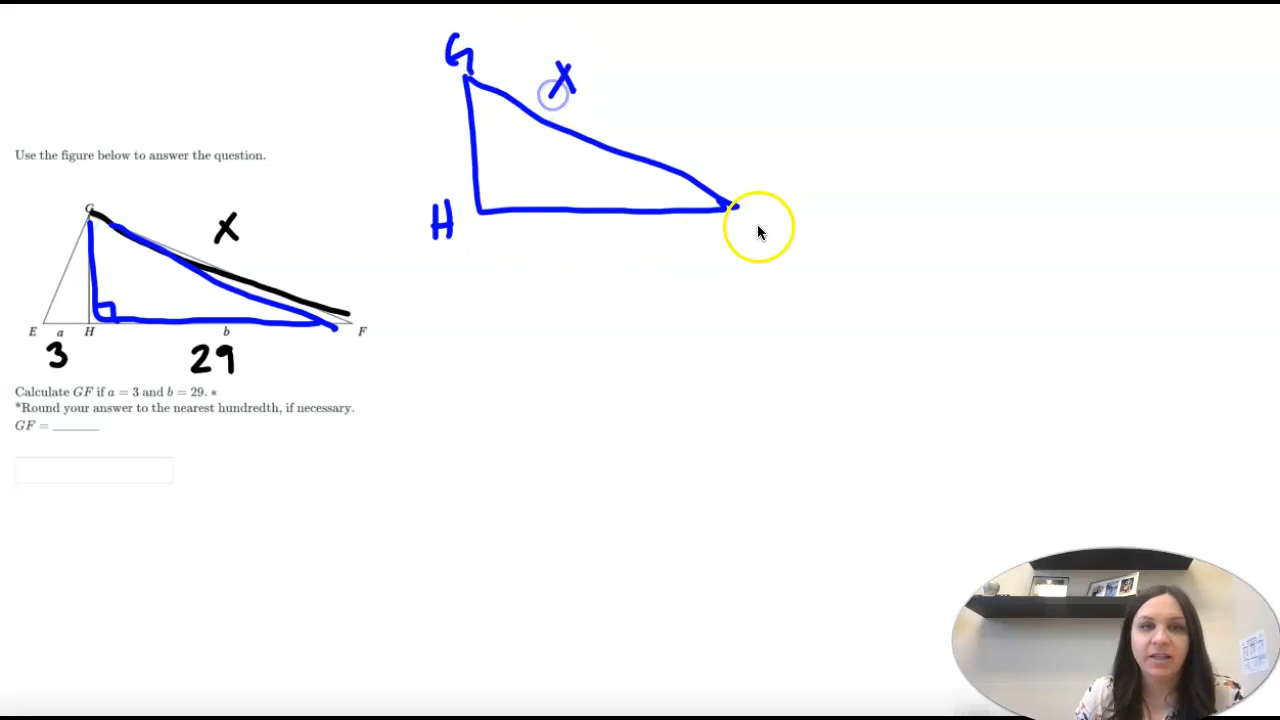 G
X
H
Use the figure below to answer the question.
G
X
E a H b F
3 29
Calculate GF if a = 3 and b = 29. *
*Round your answer to the nearest hundredth, if necessary.
GF = ______